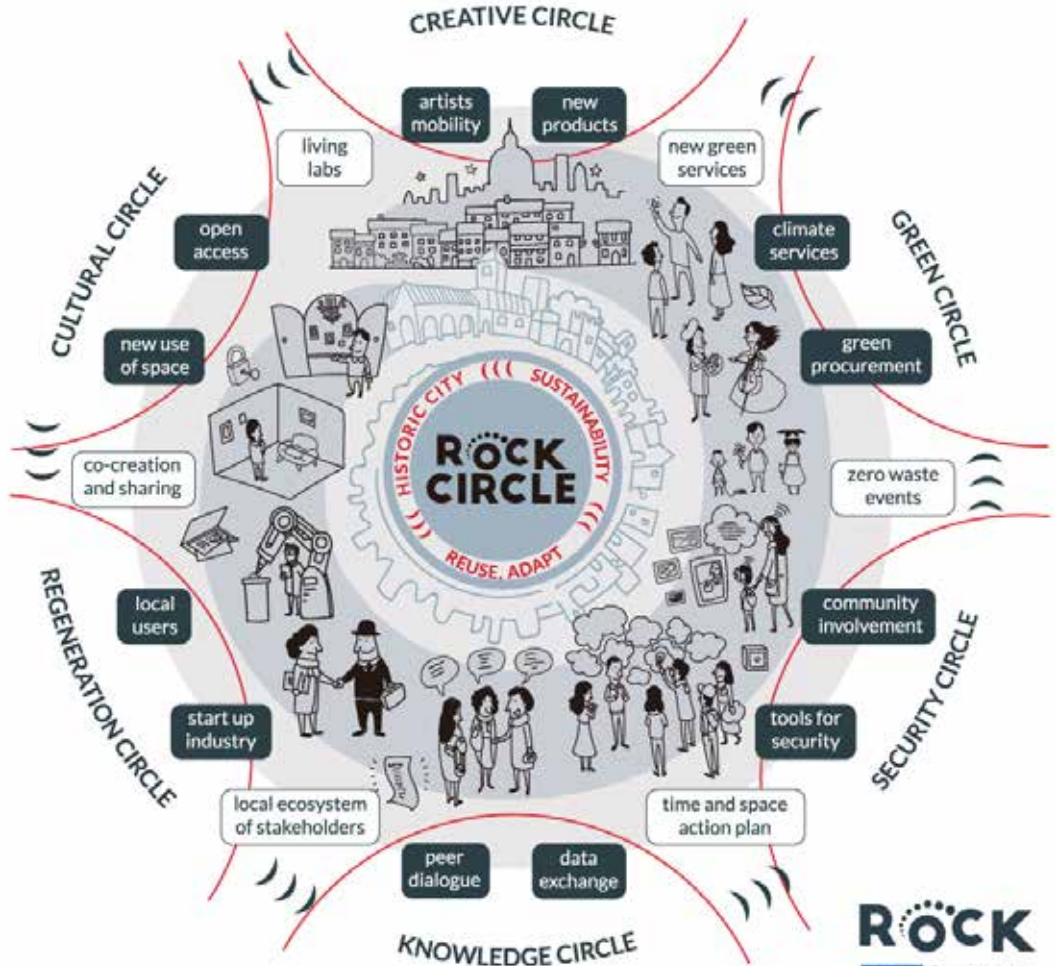 CREATIVE CIRCLE
artists
mobility
new
products
living
labs
new green
services
CULTURAL CIRCLE
open
access
climate
services
GREEN CIRCLE
new use
of space
green
procurement
HISTORIC CITY
SUSTAINABILITY
ROCK
CIRCLE
REUSE, ADAPT
co-creation
and sharing
zero waste
events
REGENERATION CIRCLE
local
users
community
involvement
SECURITY CIRCLE
start up
industry
tools for
security
local ecosystem
of stakeholders
time and space
action plan
peer
dialogue
data
exchange
KNOWLEDGE CIRCLE
ROCK